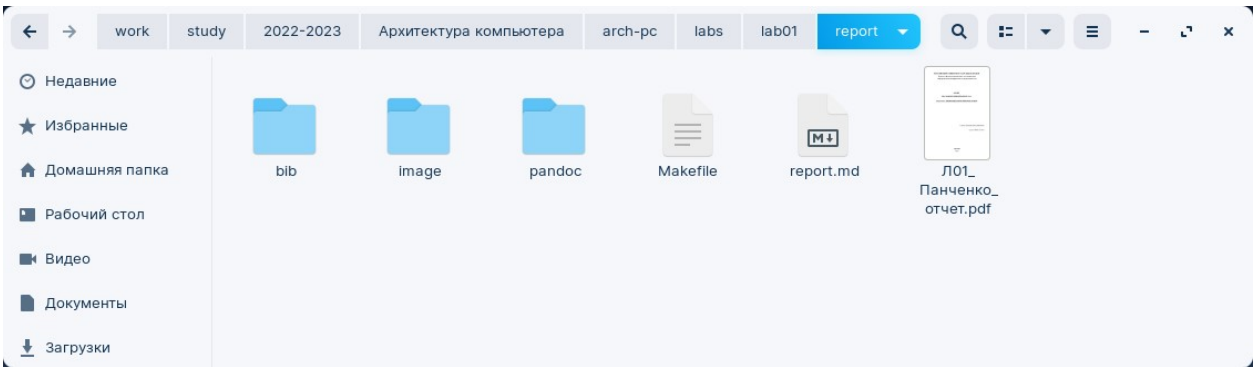 work study 2022-2023 Архитектура компьютера arch-pc labs lab01 report
Недавние
Избранные
Домашняя папка
Рабочий стол
Видео
Документы
Загрузки
bib image pandoc Makefile report.md Л01_
Панченко_
отчет.pdf
M